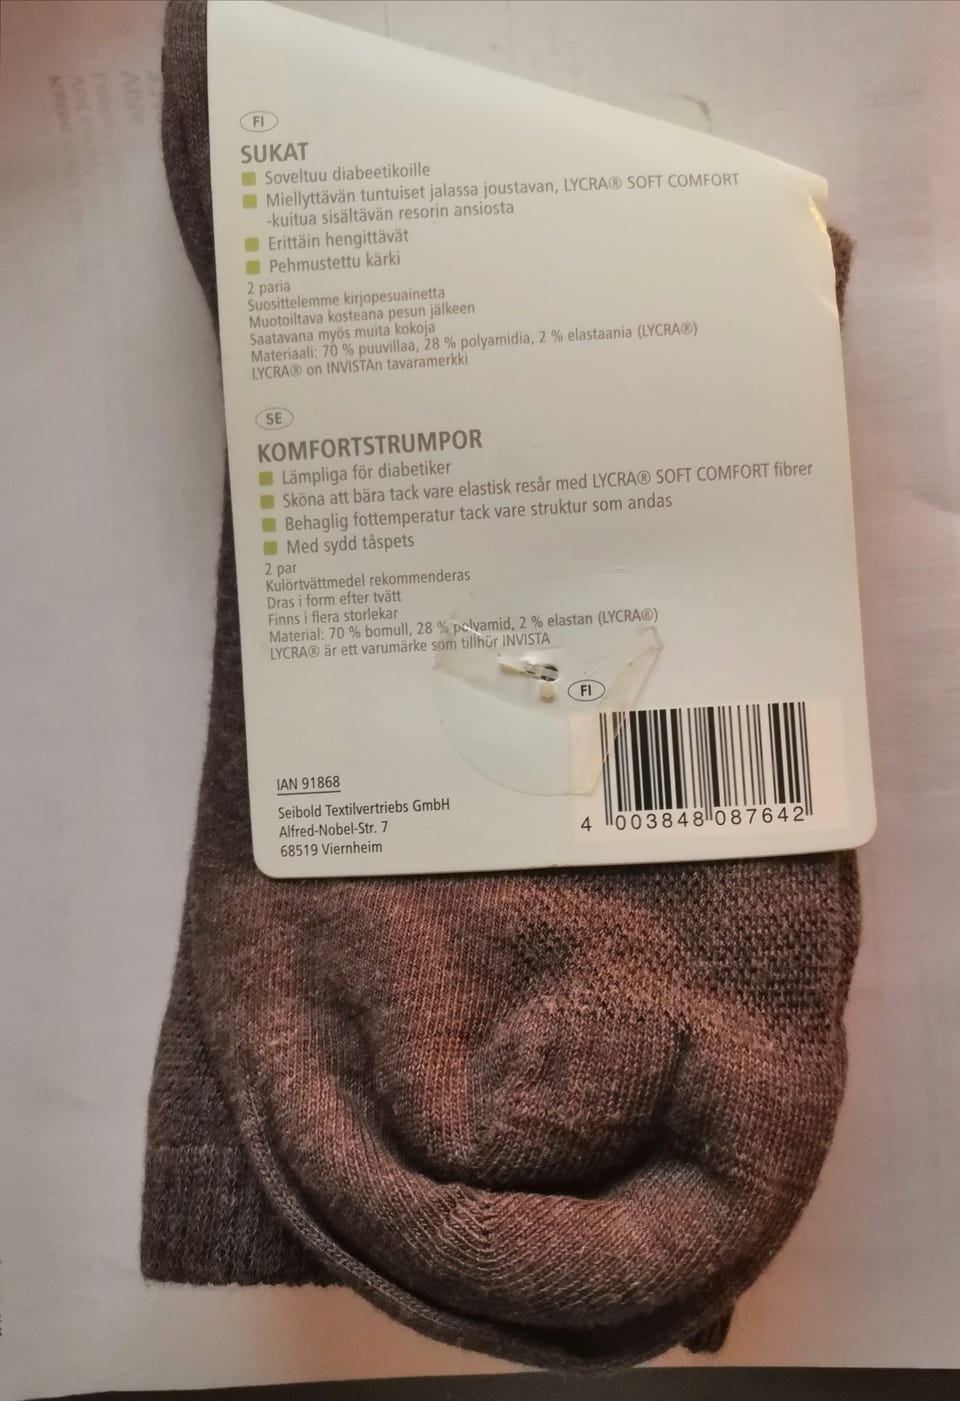 FI
SUKAT
Soveltuu diabeetikoille
Miellyttävän tuntuiset jalassa joustavan, LYCRA® SOFT COMFORT
-kuitua sisältävän resorin ansiosta
Erittäin hengittävät
Pehmustettu kärki
2 paria
Suosittelemme kirjopesuainetta
Muotoiltava kosteana pesun jälkeen
Saatavana myös muita kokoja
Materiaali: 70 % puuvillaa, 28 % polyamidia, 2 % elastaania (LYCRA®)
LYCRA® on INVISTAn tavaramerkki
SE
KOMFORTSTRUMPOR
Lämpliga för diabetiker
Sköna att bära tack vare elastisk resår med LYCRA® SOFT COMFORT fibrer
Behaglig fottemperatur tack vare struktur som andas
Med sydd tåspets
2 par
Kulörtvättmedel rekommenderas
Dras i form efter tvätt
Finns i flera storlekar
Material: 70 % bomull, 28 % polyamid, 2 % elastan (LYCRA®)
LYCRA® är ett varumärke som tillhör INVISTA
FI
IAN 91868
Seibold Textilvertriebs GmbH
Alfred-Nobel-Str. 7
68519 Viernheim
4 003848 087642